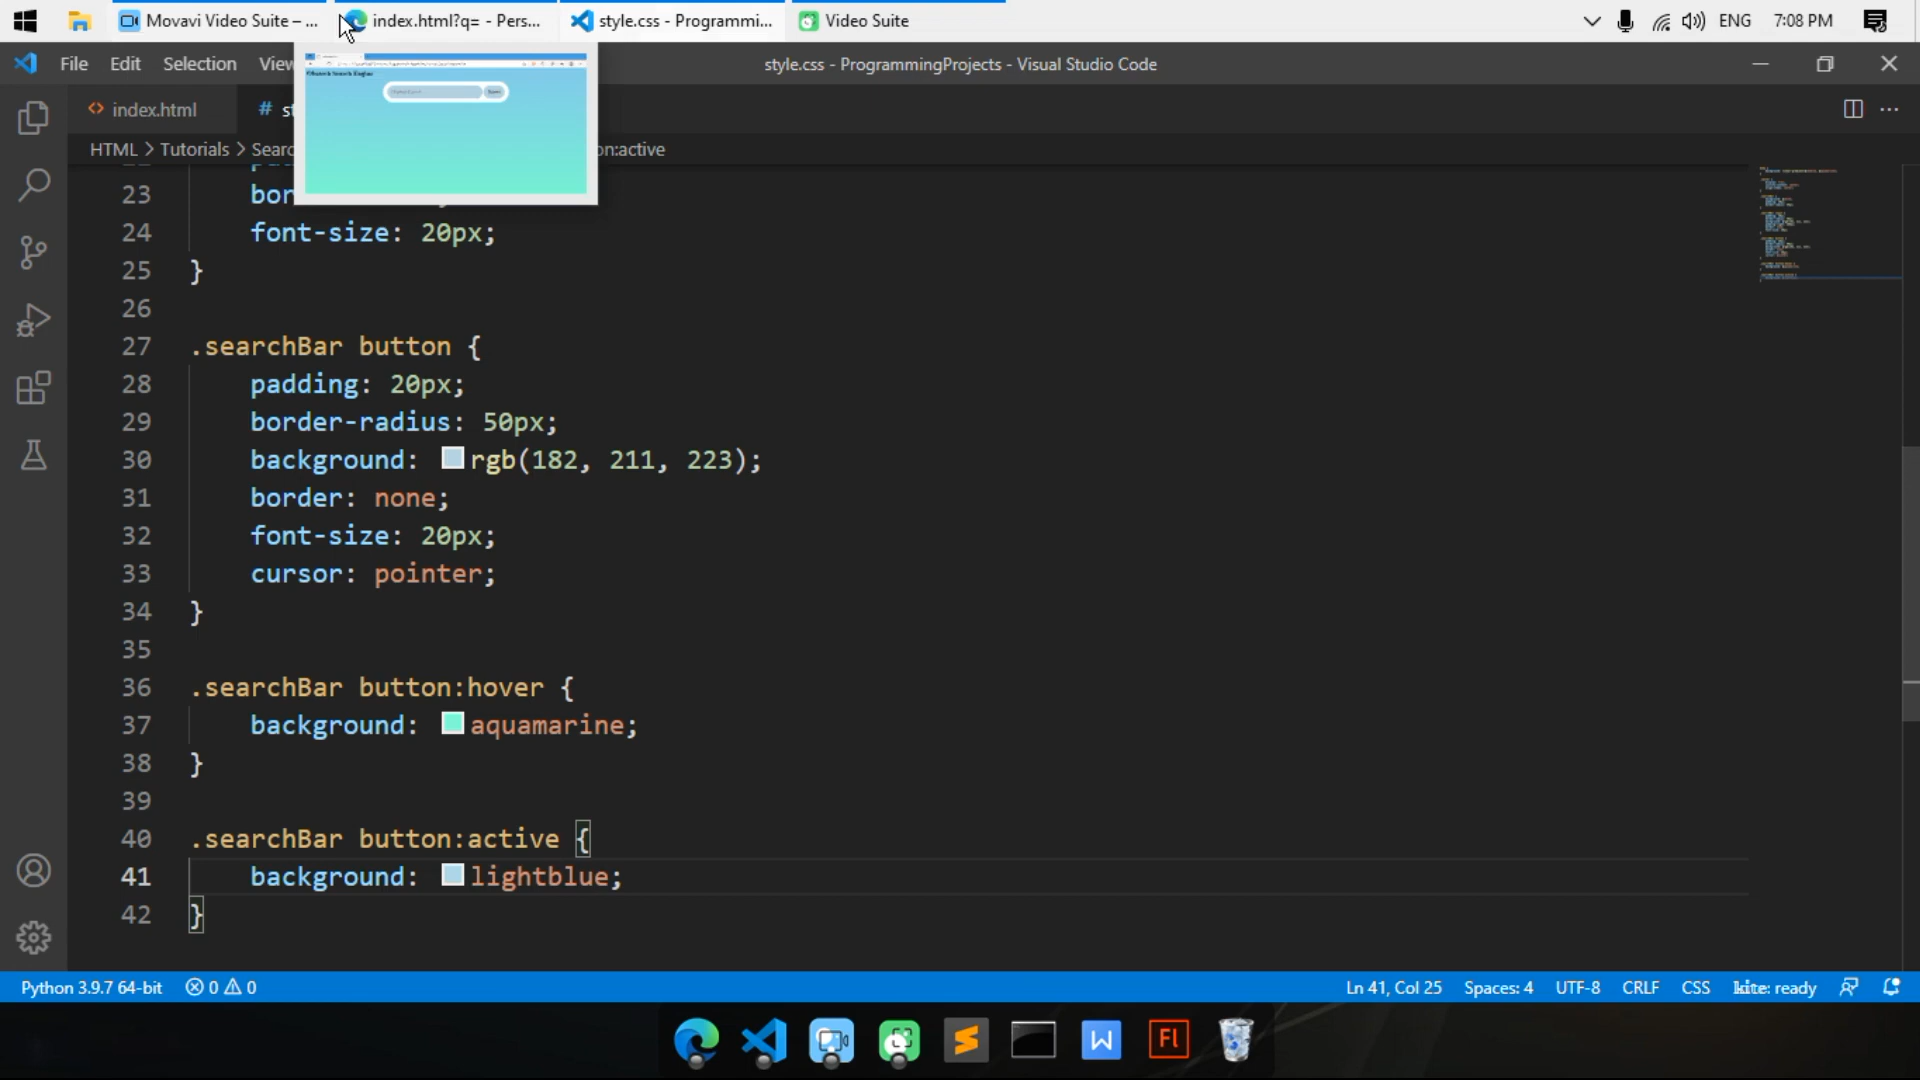 Movavi Video Suite – ...
index.html?q= - Pers...
style.css - Programmi...
Video Suite
ENG
7:08 PM
File
Edit
Selection
style.css - ProgrammingProjects - Visual Studio Code
index.html
#
HTML > Tutorials >
n:active
23
24 font-size: 20px;
25 }
26
27 .searchBar button {
28 padding: 20px;
29 border-radius: 50px;
30 background: rgb(182, 211, 223);
31 border: none;
32 font-size: 20px;
33 cursor: pointer;
34 }
35
36 .searchBar button:hover {
37 background: aquamarine;
38 }
39
40 .searchBar button:active {
41 background: lightblue;
42 }
Python 3.9.7 64-bit
0
0
Ln 41, Col 25
Spaces: 4
UTF-8
CRLF
CSS
kite: ready
W
Fl